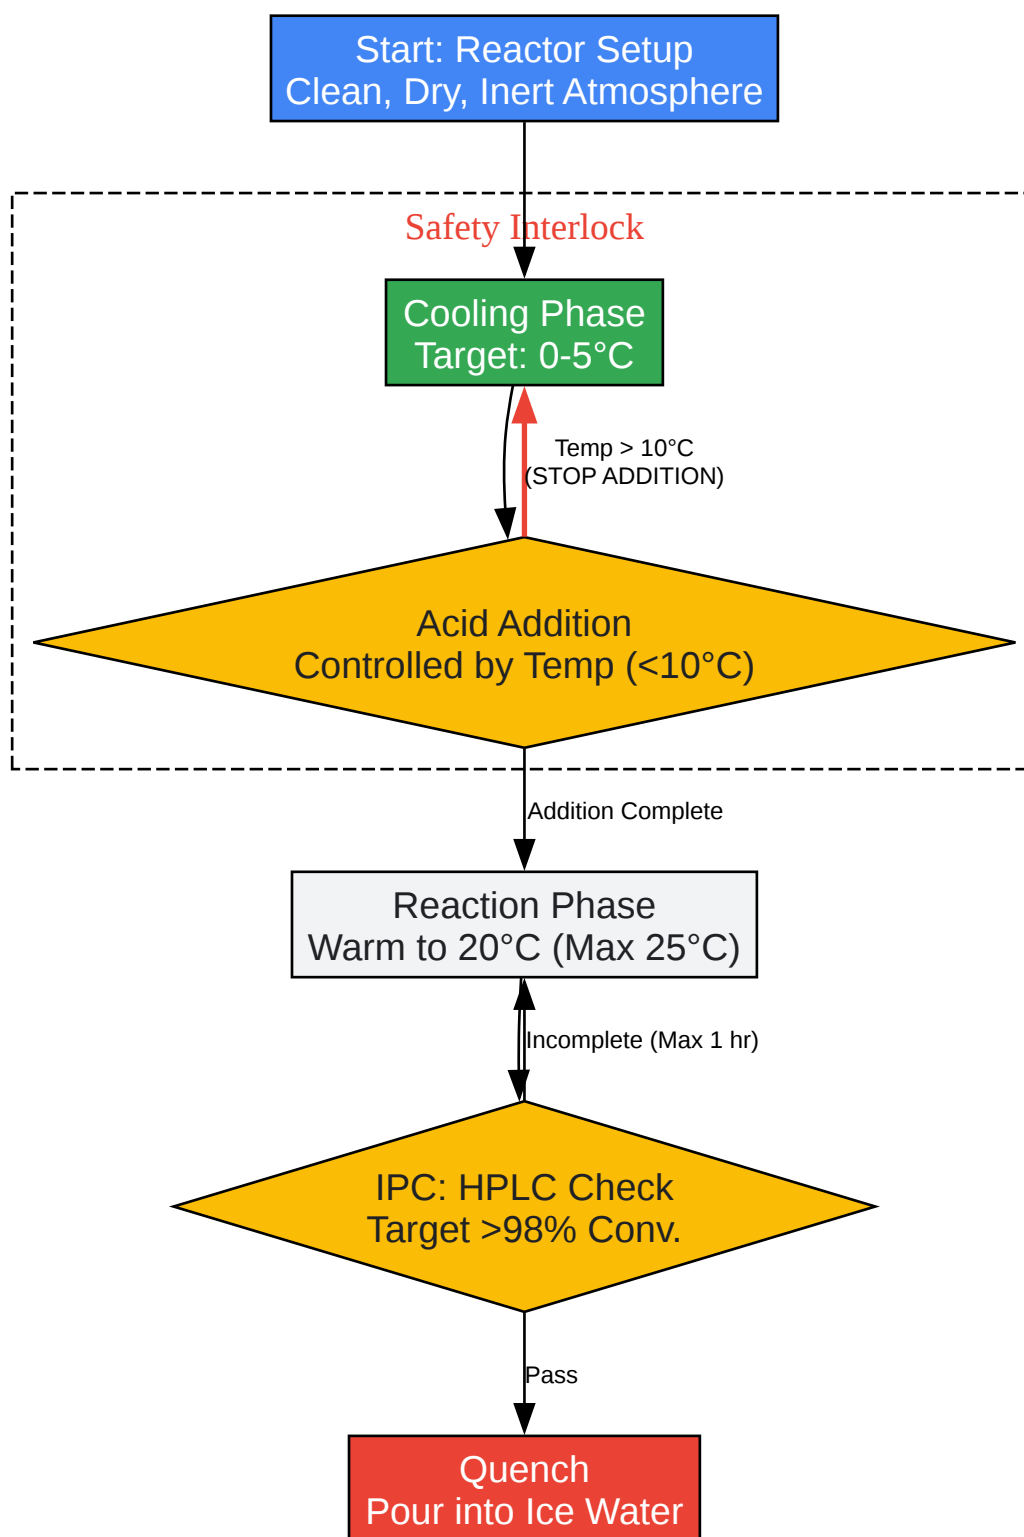 Start: Reactor Setup
Clean, Dry, Inert Atmosphere
Safety Interlock
Cooling Phase
Target: 0-5°C
Temp > 10°C
(STOP ADDITION)
Acid Addition
Controlled by Temp (<10°C)
Addition Complete
Reaction Phase
Warm to 20°C (Max 25°C)
Incomplete (Max 1 hr)
IPC: HPLC Check
Target >98% Conv.
Pass
Quench
Pour into Ice Water